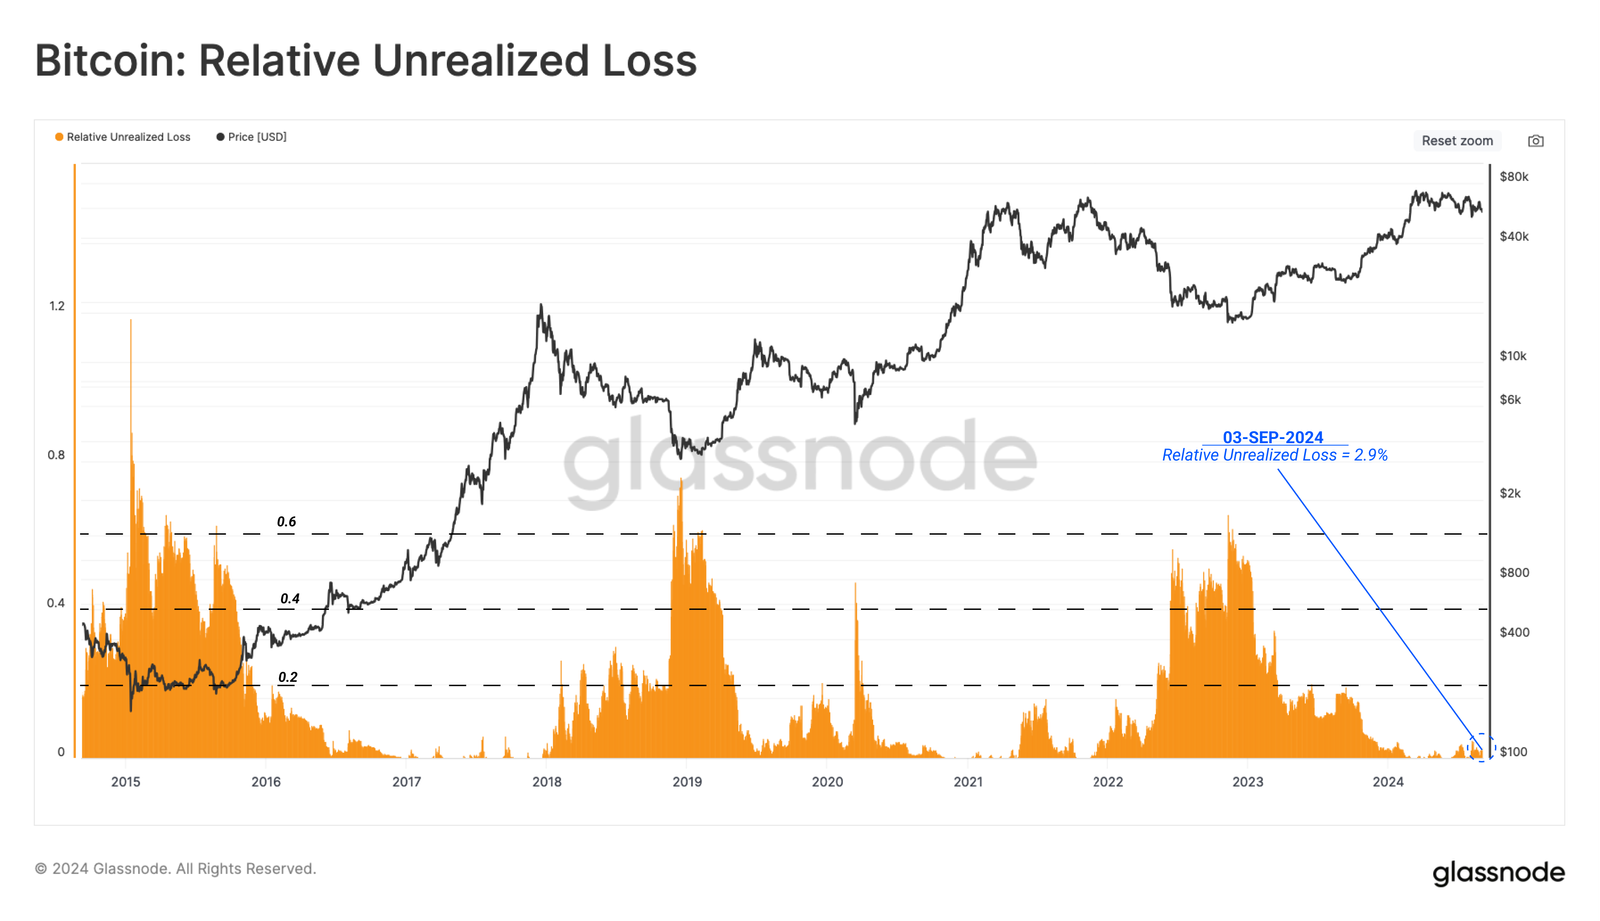 Bitcoin: Relative Unrealized Loss
Relative Unrealized Loss Price [USD]
Reset zoom
$80k
$40k
1.2
$10k
$6k
glassnode
03-SEP-2024
0.8
Relative Unrealized Loss = 2.9%
$2k
0.6
$800
0.4
0.4
$400
0.2
0
$100
2015 2016 2017 2018 2019 2020 2021 2022 2023 2024
© 2024 Glassnode. All Rights Reserved.
glassnode